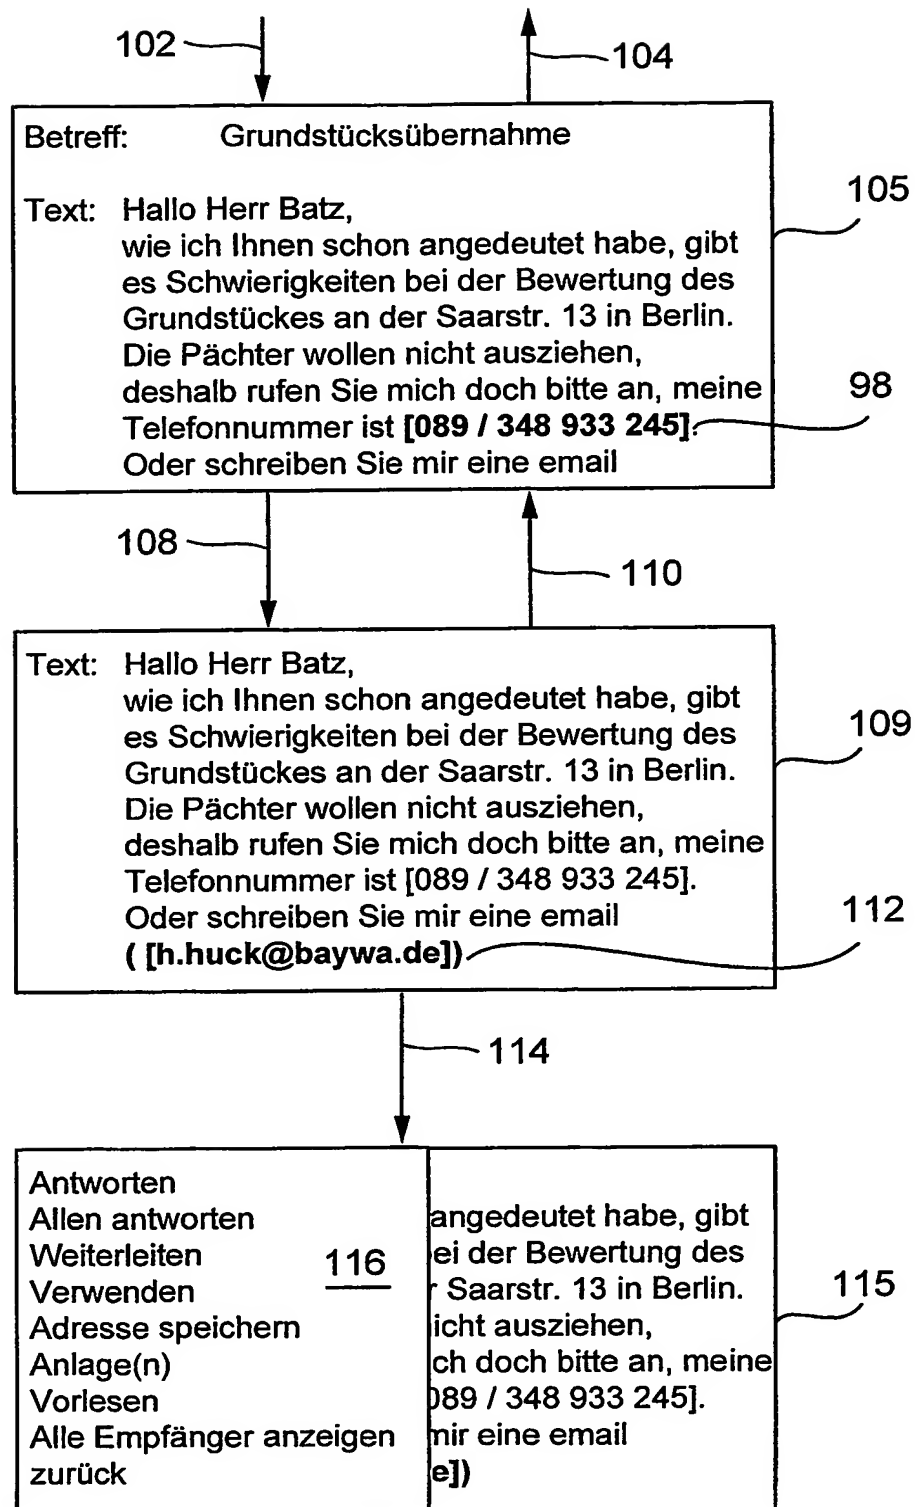 102
104
Betreff: Grundstücksübernahme
105
Text: Hallo Herr Batz,
wie ich Ihnen schon angedeutet habe, gibt
es Schwierigkeiten bei der Bewertung des
Grundstückes an der Saarstr. 13 in Berlin.
Die Pächter wollen nicht ausziehen,
deshalb rufen Sie mich doch bitte an, meine
98
Telefonnummer ist [089 / 348 933 245].
Oder schreiben Sie mir eine email
108
110
Text: Hallo Herr Batz,
wie ich Ihnen schon angedeutet habe, gibt
109
es Schwierigkeiten bei der Bewertung des
Grundstückes an der Saarstr. 13 in Berlin.
Die Pächter wollen nicht ausziehen,
deshalb rufen Sie mich doch bitte an, meine
Telefonnummer ist [089 / 348 933 245].
Oder schreiben Sie mir eine email
112
( [h.huck@baywa.de])
114
Antworten
Allen antworten
Weiterleiten
Verwenden
Adresse speichern
Anlage(n)
Vorlesen
Alle Empfänger anzeigen
zurück
116
angedeutet habe, gibt
ei der Bewertung des
r Saarstr. 13 in Berlin.
icht ausziehen,
ch doch bitte an, meine
089 / 348 933 245].
mir eine email
e])
115